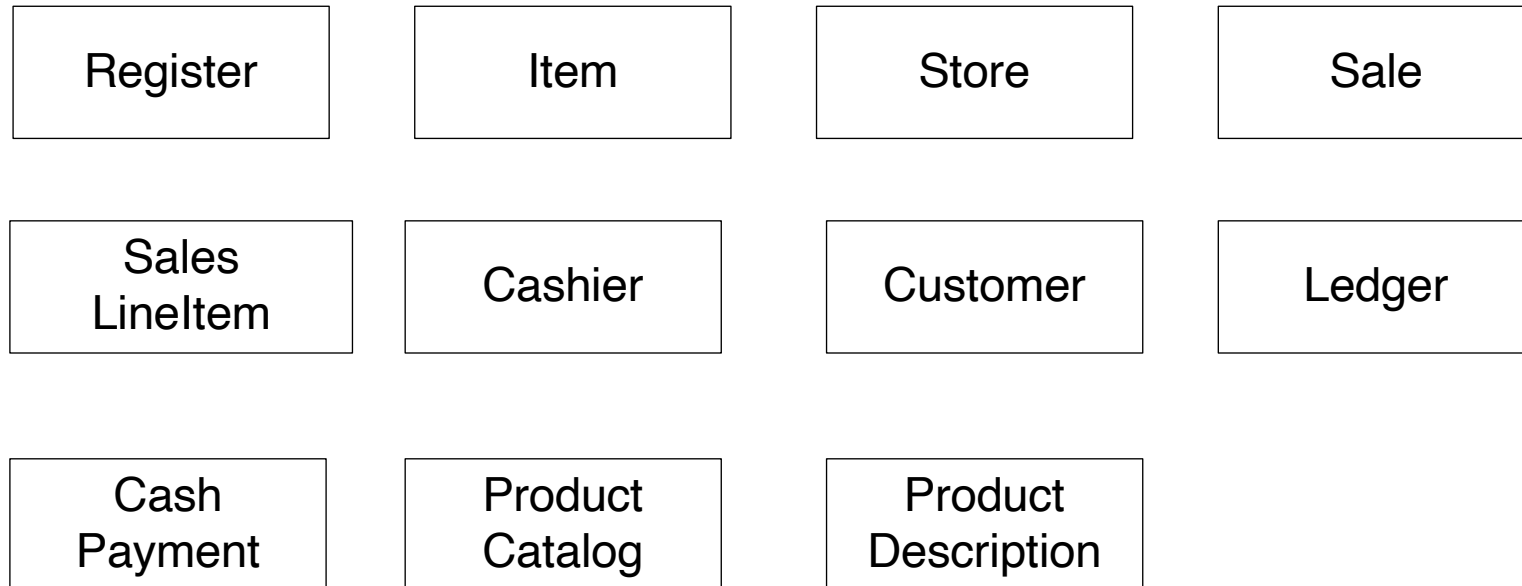 Register
Item
Store
Sale
Sales
LineItem
Cashier
Customer
Ledger
Cash
Payment
Product
Catalog
Product
Description